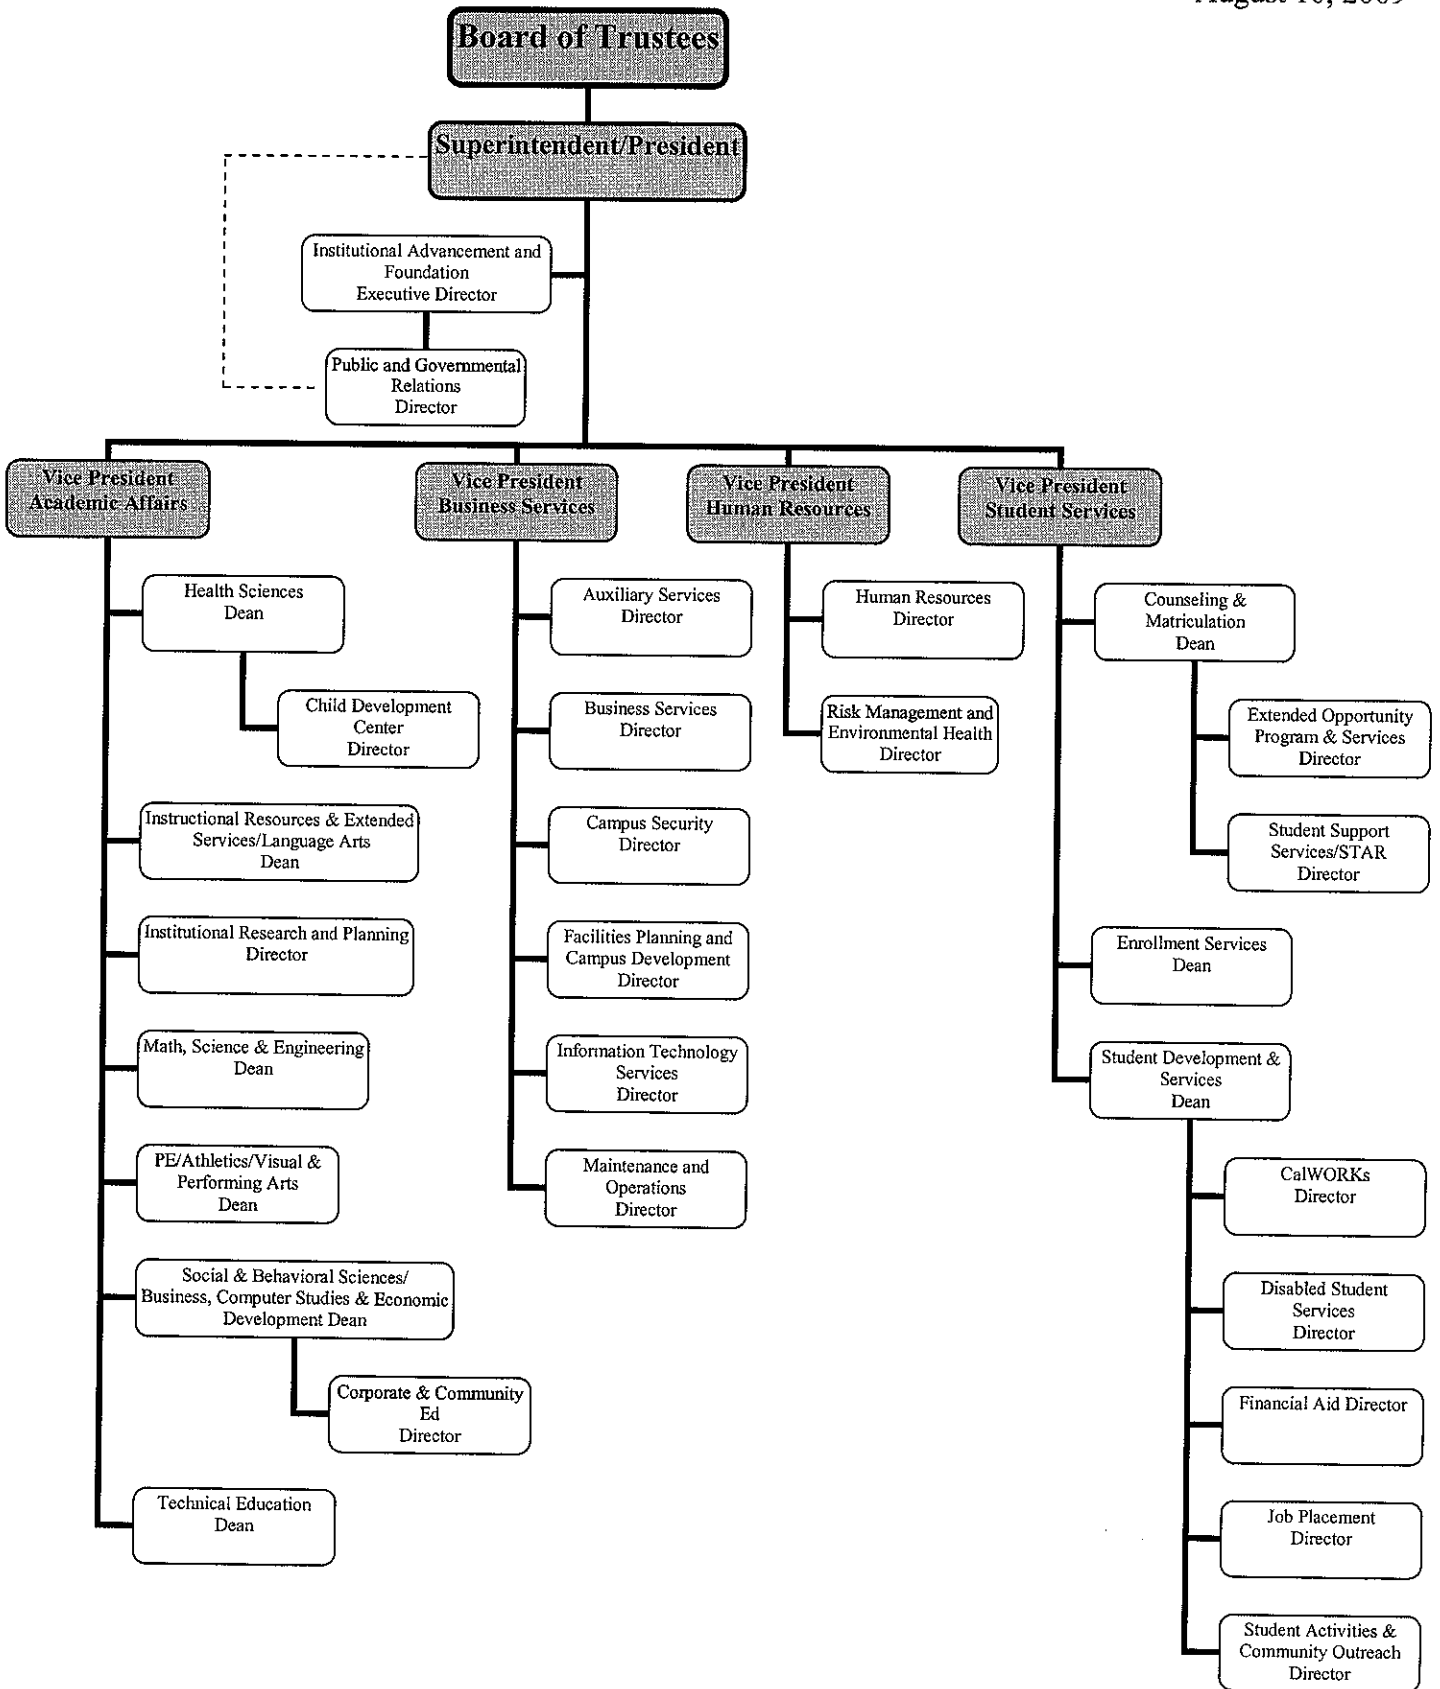 August 10, 2009
Board of Trustees
Superintendent/President
Institutional Advancement and
Foundation
Executive Director
Public and Governmental
Relations
Director
Vice President
Academic Affairs
Vice President
Business Services
Vice President
Human Resources
Vice President
Student Services
Health Sciences
Dean
Child Development
Center
Director
Instructional Resources & Extended
Services/Language Arts
Dean
Institutional Research and Planning
Director
Math, Science & Engineering
Dean
PE/Athletics/Visual &
Performing Arts
Dean
Social & Behavioral Sciences/
Business, Computer Studies & Economic
Development Dean
Corporate & Community
Ed
Director
Technical Education
Dean
Auxiliary Services
Director
Business Services
Director
Campus Security
Director
Facilities Planning and
Campus Development
Director
Information Technology
Services
Director
Maintenance and
Operations
Director
Human Resources
Director
Risk Management and
Environmental Health
Director
Counseling &
Matriculation
Dean
Extended Opportunity
Program & Services
Director
Student Support
Services/STAR
Director
Enrollment Services
Dean
Student Development &
Services
Dean
CalWORKs
Director
Disabled Student
Services
Director
Financial Aid Director
Job Placement
Director
Student Activities &
Community Outreach
Director